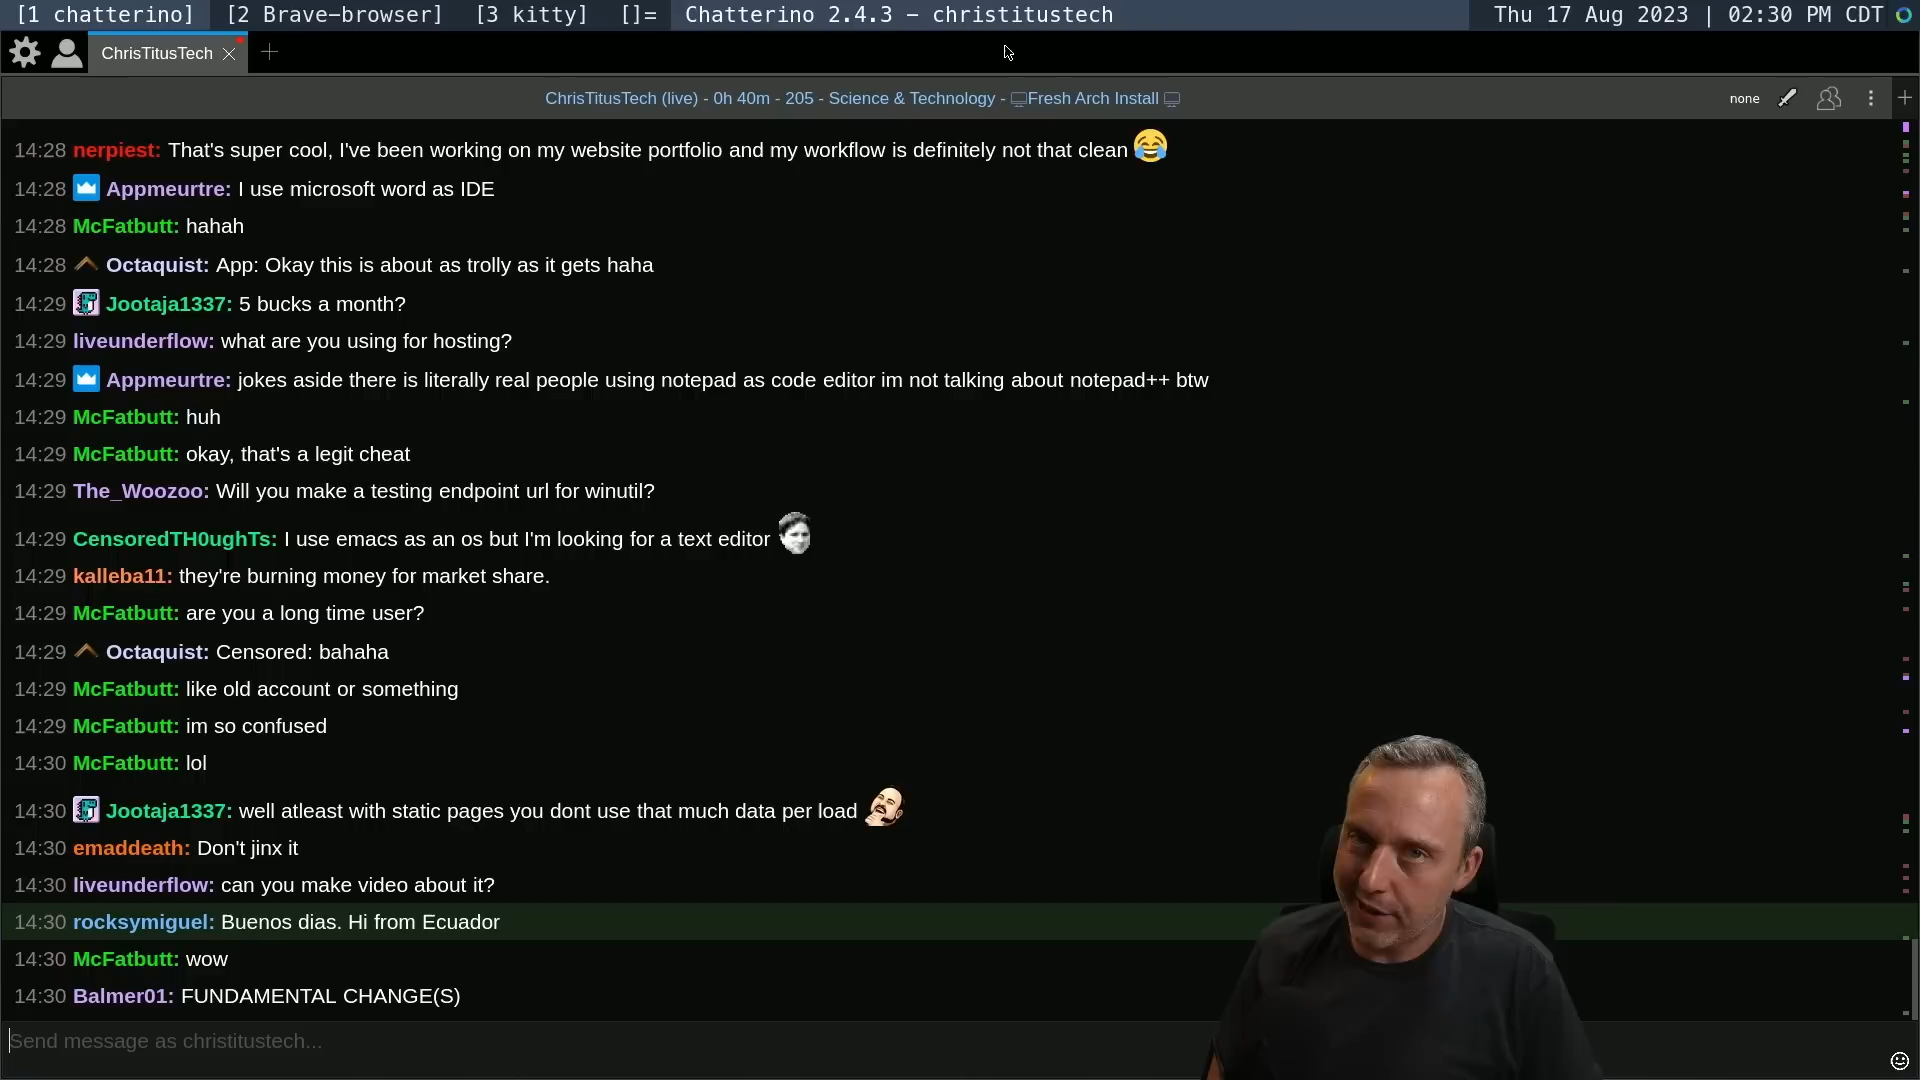 [1 chatterino] [2 Brave-browser] [3 kitty] []= Chatterino 2.4.3 - christitustech Thu 17 Aug 2023 | 02:30 PM CDT
ChrisTitusTech
ChrisTitusTech (live) - 0h 40m - 205 - Science & Technology - 🖥Fresh Arch Install 🖥 none
14:28 nerpiest: That's super cool, I've been working on my website portfolio and my workflow is definitely not that clean 😂
14:28 Appmeurtre: I use microsoft word as IDE
14:28 McFatbutt: hahah
14:28 Octaquist: App: Okay this is about as trolly as it gets haha
14:29 Jootaja1337: 5 bucks a month?
14:29 liveunderflow: what are you using for hosting?
14:29 Appmeurtre: jokes aside there is literally real people using notepad as code editor im not talking about notepad++ btw
14:29 McFatbutt: huh
14:29 McFatbutt: okay, that's a legit cheat
14:29 The_Woozoo: Will you make a testing endpoint url for winutil?
14:29 CensoredTH0ughTs: I use emacs as an os but I'm looking for a text editor
14:29 kalleba11: they're burning money for market share.
14:29 McFatbutt: are you a long time user?
14:29 Octaquist: Censored: bahaha
14:29 McFatbutt: like old account or something
14:29 McFatbutt: im so confused
14:30 McFatbutt: lol
14:30 Jootaja1337: well atleast with static pages you dont use that much data per load
14:30 emaddeath: Don't jinx it
14:30 liveunderflow: can you make video about it?
14:30 rocksymiguel: Buenos dias. Hi from Ecuador
14:30 McFatbutt: wow
14:30 Balmer01: FUNDAMENTAL CHANGE(S)
Send message as christitustech...